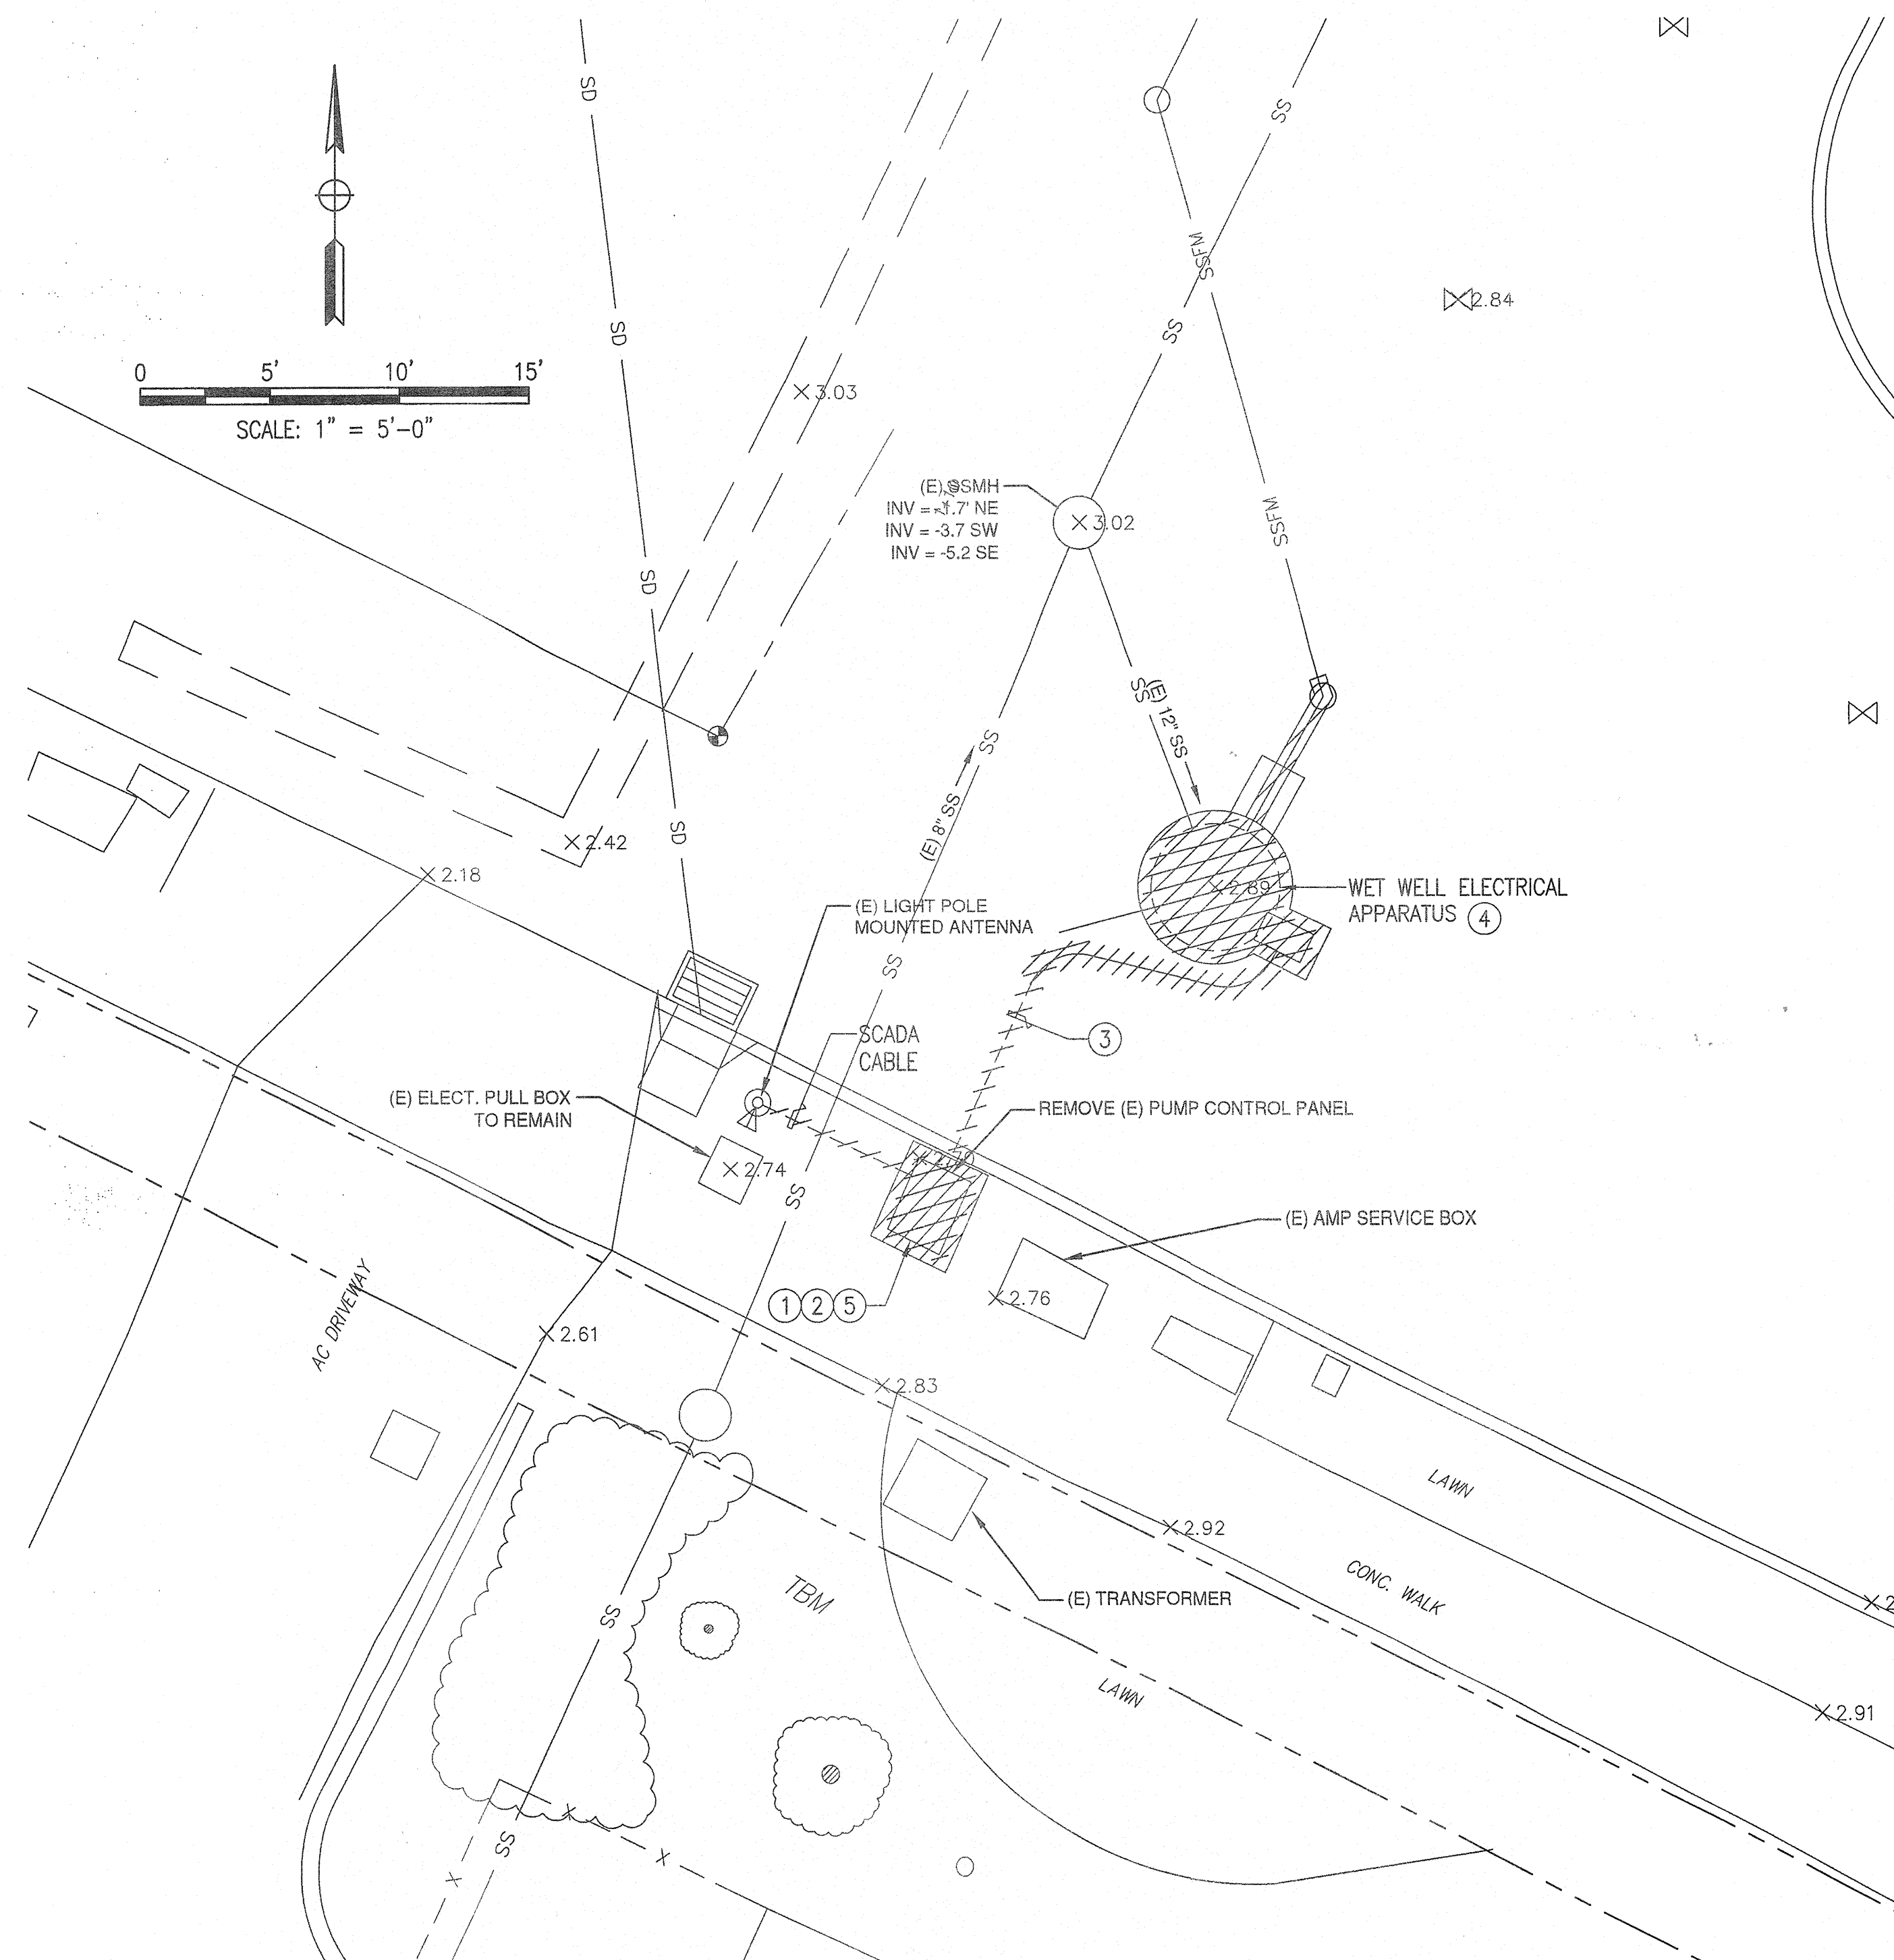 SD
SS
SSFM
2.84
0 5' 10' 15'
SCALE: 1" = 5'-0"
SD
SS
3.03
(E)
3.02
INV = NE
INV = -3.7 SW
INV = -5.2 SE
SSFM
SD
SS
(E) 12" SS
SS
(E) 8" SS
SD
2.42
2.18
2.89
WET WELL ELECTRICAL
APPARATUS 4
(E) LIGHT POLE
MOUNTED ANTENNA
SS
SCADA
CABLE
3
(E) ELECT. PULL BOX
TO REMAIN
REMOVE (E) PUMP CONTROL PANEL
2.74
SS
(E) AMP SERVICE BOX
1 2 5
2.76
AC DRIVEWAY
2.61
2.83
LAWN
2.92
CONC. WALK
TBM
(E) TRANSFORMER
SS
LAWN
2.91
X
X
X
SS